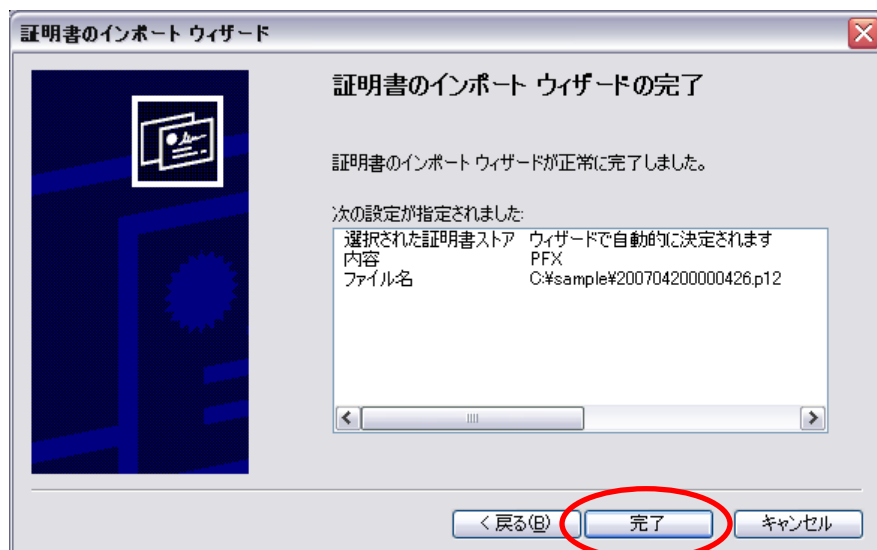 証明書のインポート ウィザード
証明書のインポート ウィザードの完了
証明書のインポート ウィザードが正常に完了しました。
次の設定が指定されました:
選択された証明書ストア ウィザードで自動的に決定されます
内容 PFX
ファイル名 C:¥sample¥200704200000426.p12
< 戻る(B) 完了 キャンセル